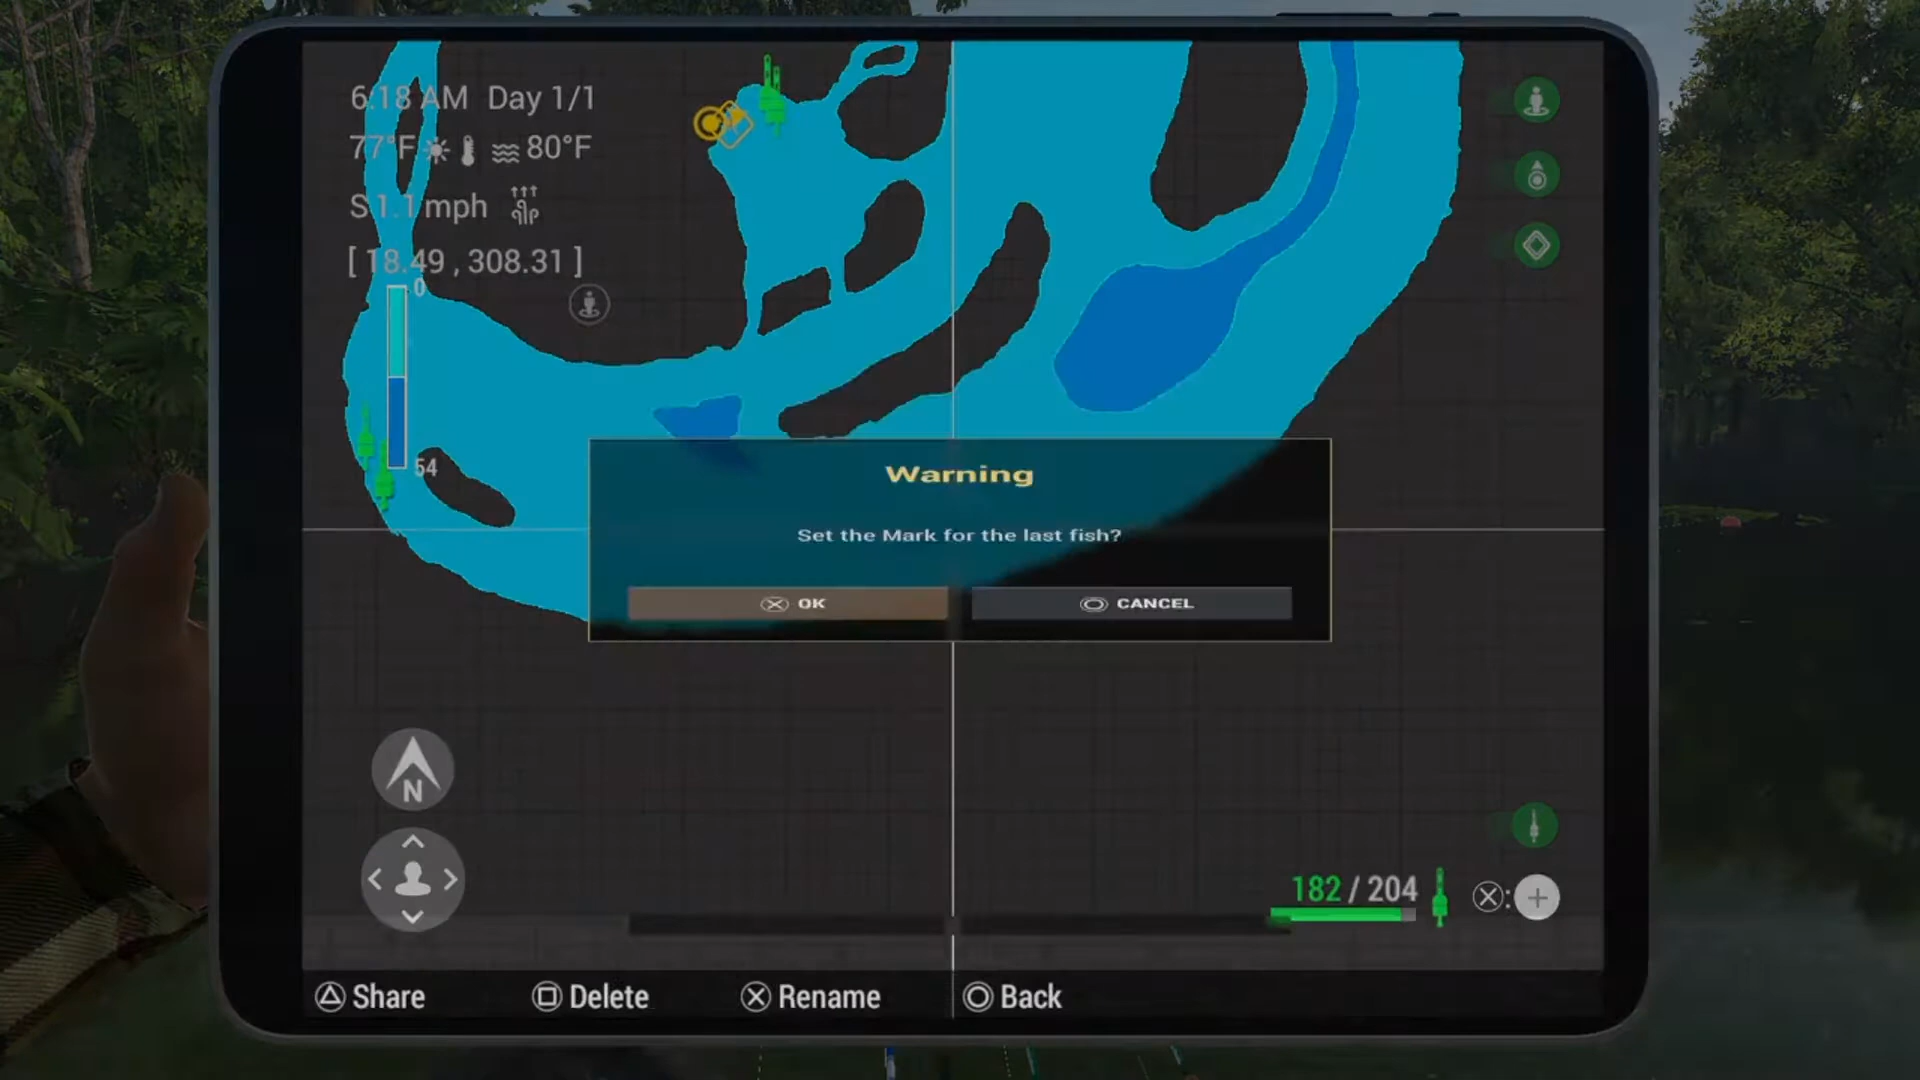 6:18 AM Day 1/1
77°F 80°F
S 1.1 mph
[ 18.49 , 308.31 ]
0
54
Warning
Set the Mark for the last fish?
OK CANCEL
N
182 / 204
:
Share Delete Rename Back